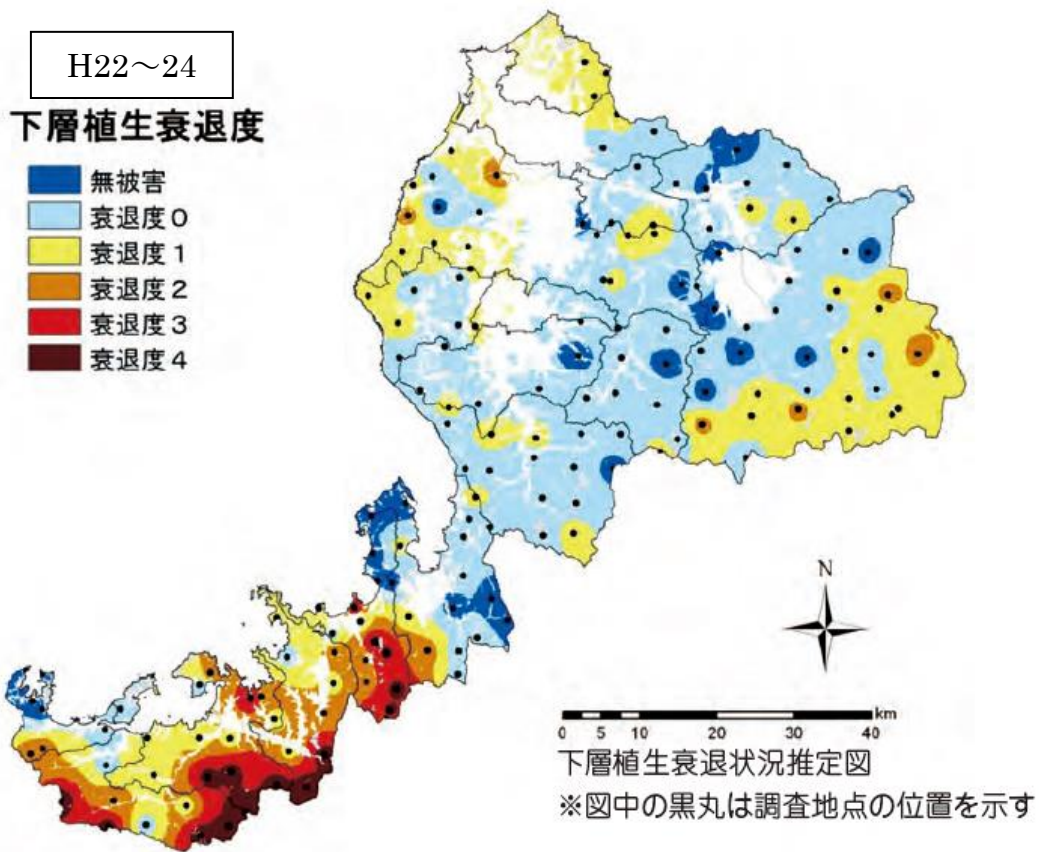 H22～24
下層植生衰退度
無被害
衰退度０
衰退度１
衰退度２
衰退度３
衰退度４
N
km
0 5 10 20 30 40
下層植生衰退状況推定図
※図中の黒丸は調査地点の位置を示す